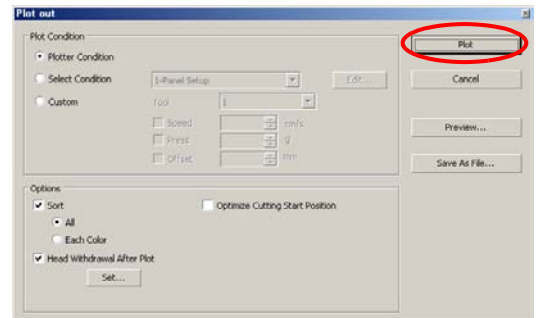 Plot out
Plot Condition
Plotter Condition
Select Condition 1-Panel Setup Edit...
Custom Tool 1
Speed cm/s
Press g
Offset mm
Plot
Cancel
Preview...
Save As File...
Options
Sort Optimize Cutting Start Position
All
Each Color
Head Withdrawal After Plot
Set...